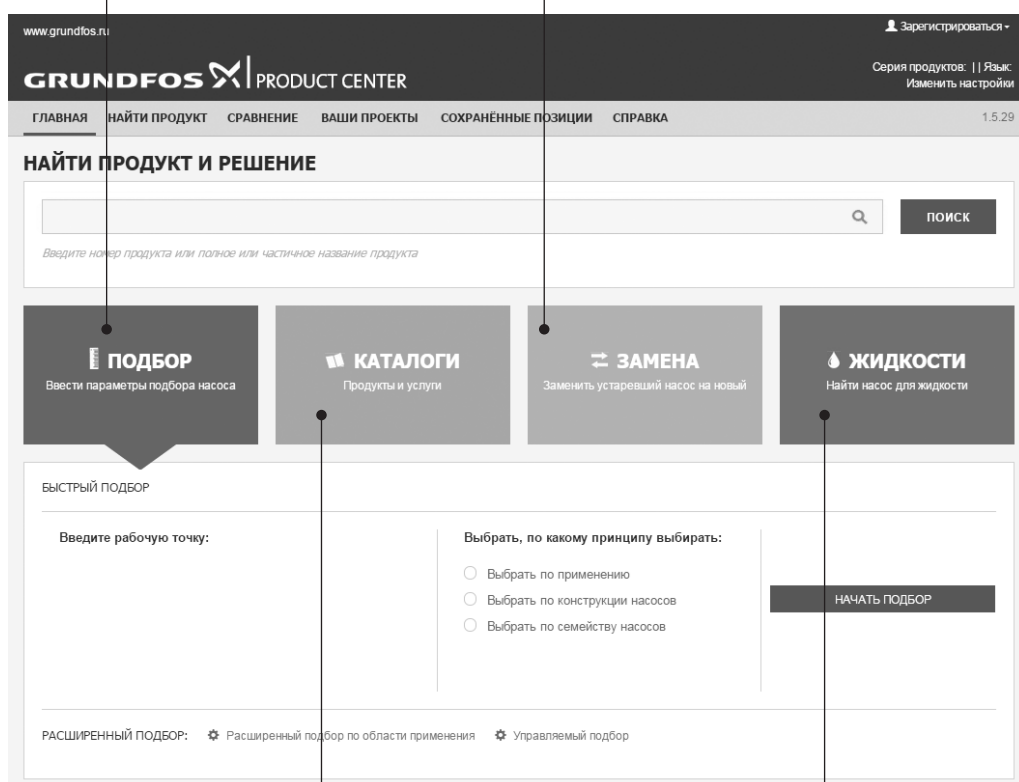 www.grundfos.ru
Зарегистрироваться
GRUNDFOS PRODUCT CENTER
Серия продуктов: | | Язык:
Изменить настройки
ГЛАВНАЯ НАЙТИ ПРОДУКТ СРАВНЕНИЕ ВАШИ ПРОЕКТЫ СОХРАНЁННЫЕ ПОЗИЦИИ СПРАВКА 1.5.29
НАЙТИ ПРОДУКТ И РЕШЕНИЕ
ПОИСК
Введите номер продукта или полное или частичное название продукта
ПОДБОР
Ввести параметры подбора насоса
КАТАЛОГИ
Продукты и услуги
ЗАМЕНА
Заменить устаревший насос на новый
ЖИДКОСТИ
Найти насос для жидкости
БЫСТРЫЙ ПОДБОР
Введите рабочую точку:
Выбрать, по какому принципу выбирать:
Выбрать по применению
Выбрать по конструкции насосов
Выбрать по семейству насосов
НАЧАТЬ ПОДБОР
РАСШИРЕННЫЙ ПОДБОР: Расширенный подбор по области применения Управляемый подбор